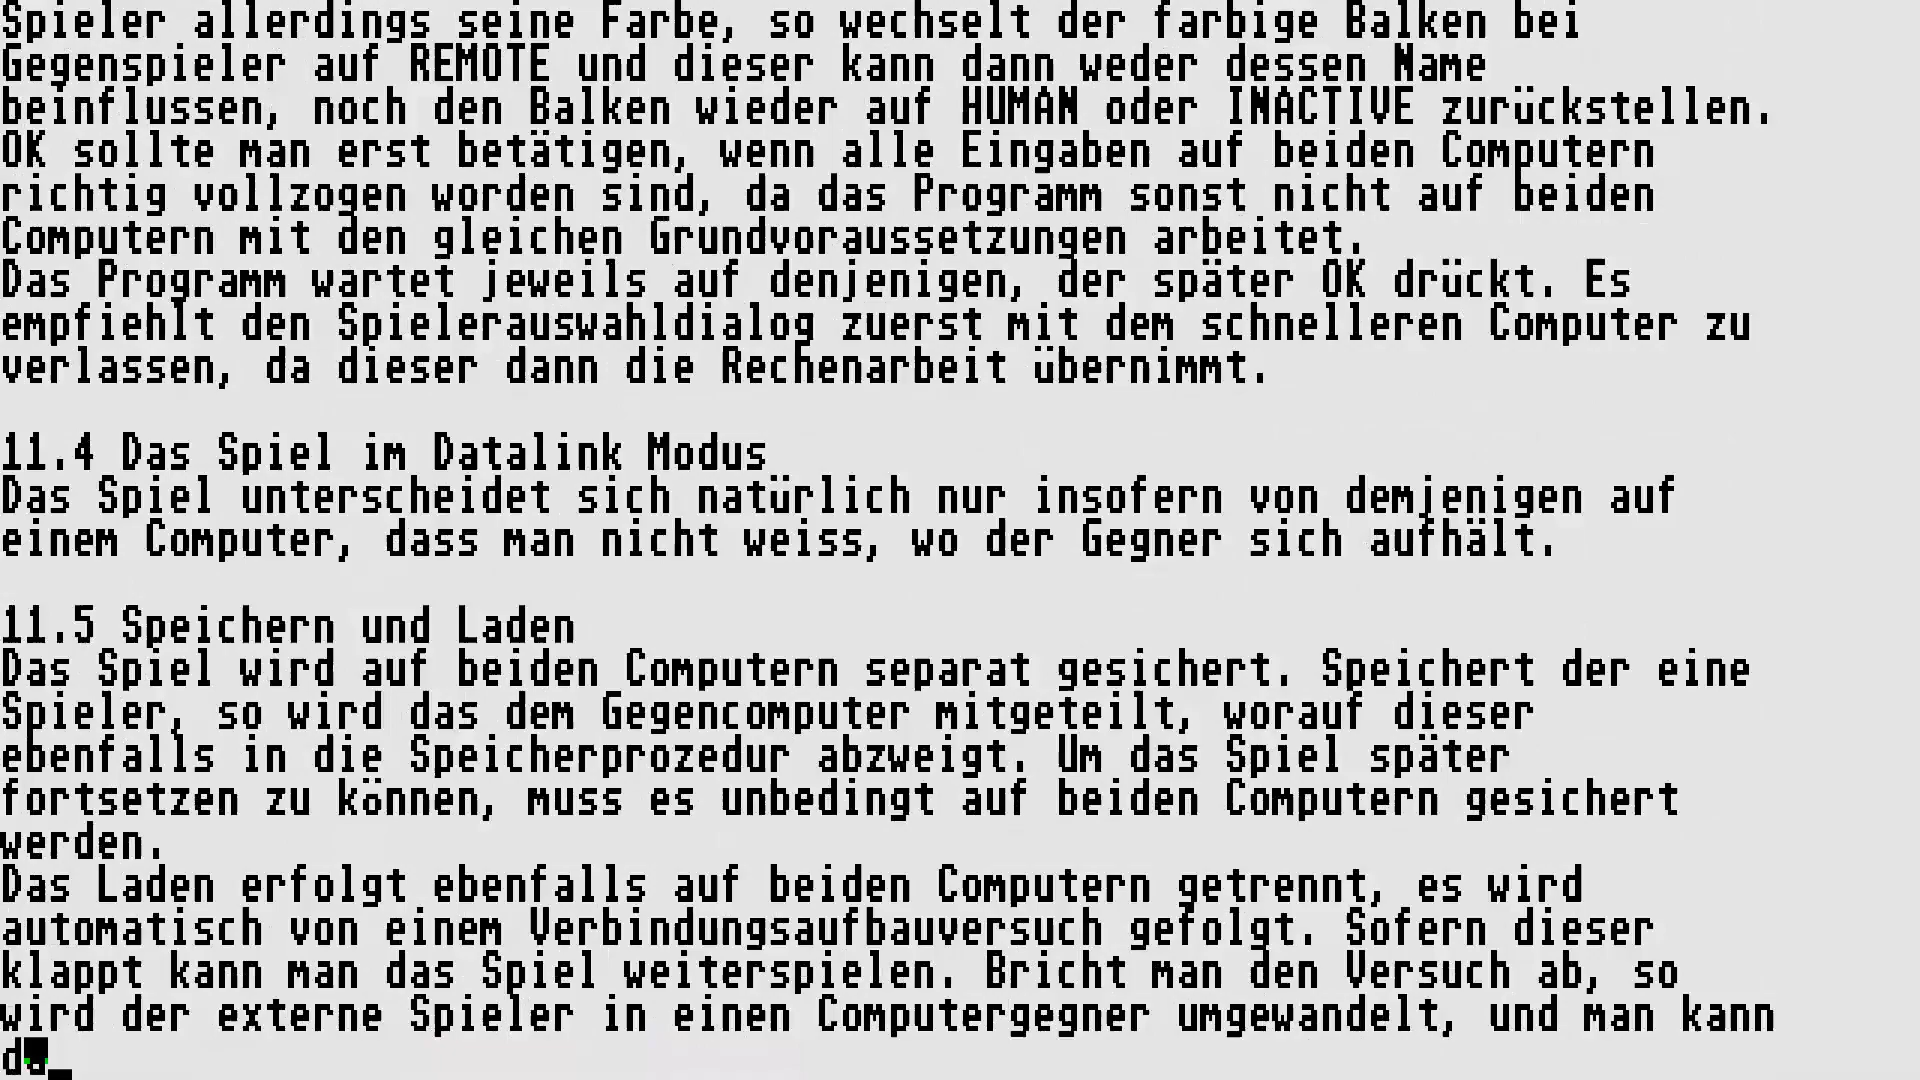 Spieler allerdings seine Farbe, so wechselt der farbige Balken bei
Gegenspieler auf REMOTE und dieser kann dann weder dessen Name
beinflussen, noch den Balken wieder auf HUMAN oder INACTIVE zurückstellen.
OK sollte man erst betätigen, wenn alle Eingaben auf beiden Computern
richtig vollzogen worden sind, da das Programm sonst nicht auf beiden
Computern mit den gleichen Grundvoraussetzungen arbeitet.
Das Programm wartet jeweils auf denjenigen, der später OK drückt. Es
empfiehlt den Spielerauswahldialog zuerst mit dem schnelleren Computer zu
verlassen, da dieser dann die Rechenarbeit übernimmt.
11.4 Das Spiel im Datalink Modus
Das Spiel unterscheidet sich natürlich nur insofern von demjenigen auf
einem Computer, dass man nicht weiss, wo der Gegner sich aufhält.
11.5 Speichern und Laden
Das Spiel wird auf beiden Computern separat gesichert. Speichert der eine
Spieler, so wird das dem Gegencomputer mitgeteilt, worauf dieser
ebenfalls in die Speicherprozedur abzweigt. Um das Spiel später
fortsetzen zu können, muss es unbedingt auf beiden Computern gesichert
werden.
Das Laden erfolgt ebenfalls auf beiden Computern getrennt, es wird
automatisch von einem Verbindungsaufbauversuch gefolgt. Sofern dieser
klappt kann man das Spiel weiterspielen. Bricht man den Versuch ab, so
wird der externe Spieler in einen Computergegner umgewandelt, und man kann